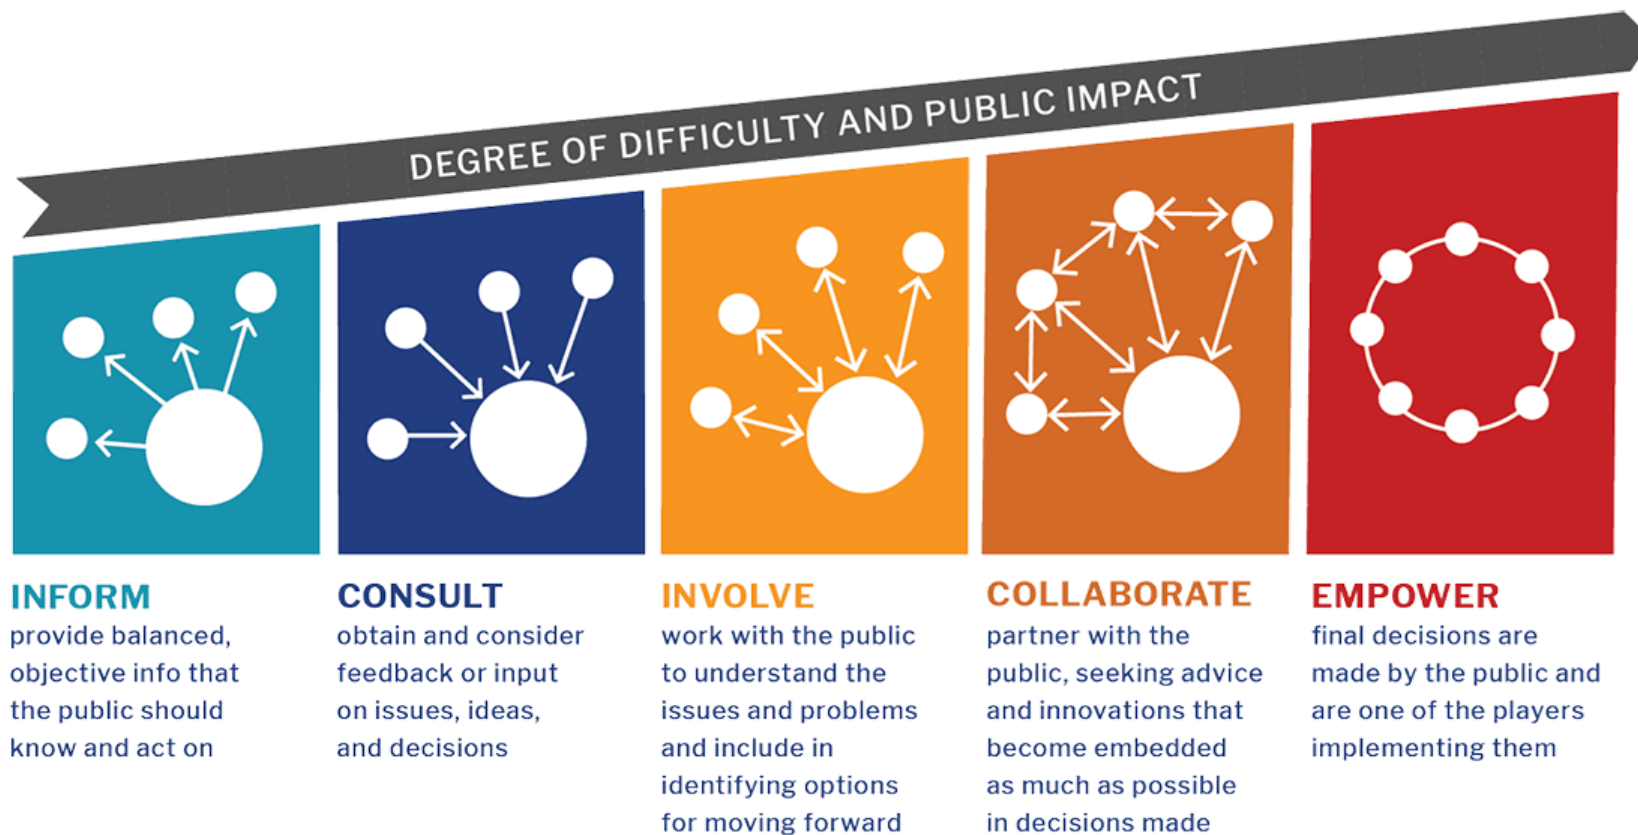 DEGREE OF DIFFICULTY AND PUBLIC IMPACT
INFORM
provide balanced,
objective info that
the public should
know and act on
CONSULT
obtain and consider
feedback or input
on issues, ideas,
and decisions
INVOLVE
work with the public
to understand the
issues and problems
and include in
identifying options
for moving forward
COLLABORATE
partner with the
public, seeking advice
and innovations that
become embedded
as much as possible
in decisions made
EMPOWER
final decisions are
made by the public and
are one of the players
implementing them